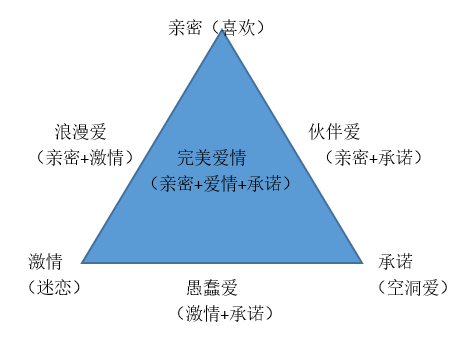 亲密（喜欢）
浪漫爱
（亲密+激情）
伙伴爱
（亲密+承诺）
完美爱情
（亲密+爱情+承诺）
激情
（迷恋）
承诺
（空洞爱）
愚蠢爱
（激情+承诺）